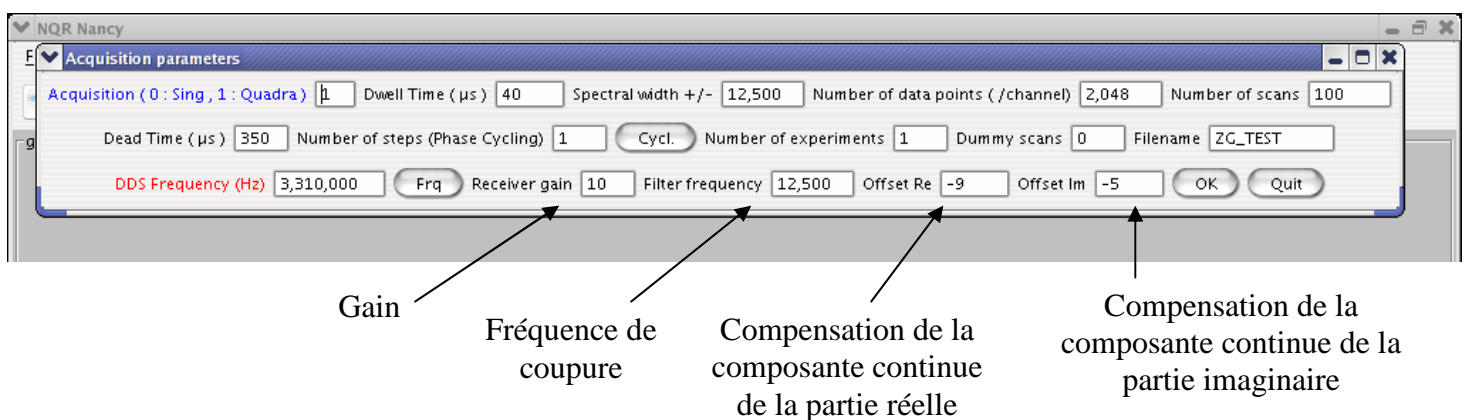 NQR Nancy
F
Acquisition parameters
Acquisition ( 0 : Sing , 1 : Quadra ) 1 Dwell Time ( µs ) 40 Spectral width +/- 12,500 Number of data points ( /channel) 2,048 Number of scans 100
g
Dead Time ( µs ) 350 Number of steps (Phase Cycling) 1 Cycl. Number of experiments 1 Dummy scans 0 Filename ZG_TEST
DDS Frequency (Hz) 3,310,000 Frq Receiver gain 10 Filter frequency 12,500 Offset Re -9 Offset Im -5 OK Quit
Gain
Fréquence de
coupure
Compensation de la
composante continue
de la partie réelle
Compensation de la
composante continue de la
partie imaginaire